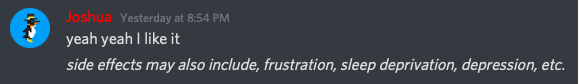 Joshua Yesterday at 8:54 PM
yeah yeah I like it
side effects may also include, frustration, sleep deprivation, depression, etc.